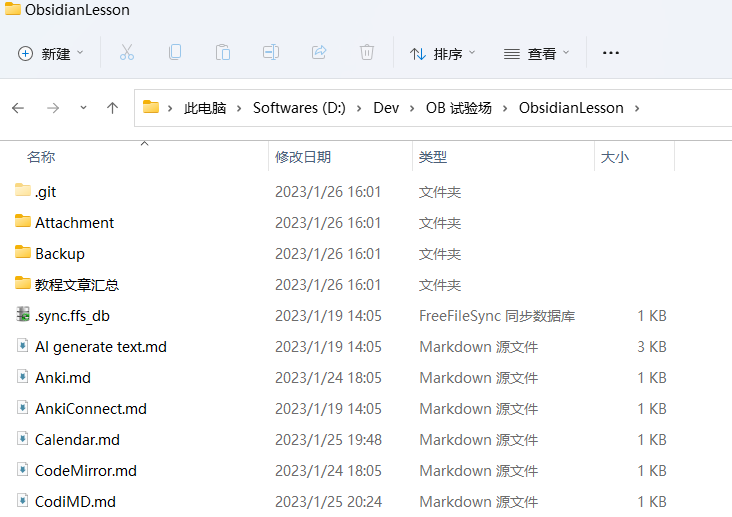 ObsidianLesson
新建 排序 查看 ...
此电脑 > Softwares (D:) > Dev > OB 试验场 > ObsidianLesson >
名称 修改日期 类型 大小
.git 2023/1/26 16:01 文件夹
Attachment 2023/1/26 16:01 文件夹
Backup 2023/1/26 16:01 文件夹
教程文章汇总 2023/1/26 16:01 文件夹
.sync.ffs_db 2023/1/19 14:05 FreeFileSync 同步数据库 1 KB
AI generate text.md 2023/1/19 14:05 Markdown 源文件 3 KB
Anki.md 2023/1/24 18:05 Markdown 源文件 1 KB
AnkiConnect.md 2023/1/19 14:05 Markdown 源文件 1 KB
Calendar.md 2023/1/25 19:48 Markdown 源文件 1 KB
CodeMirror.md 2023/1/24 18:05 Markdown 源文件 1 KB
CodiMD.md 2023/1/25 20:24 Markdown 源文件 1 KB